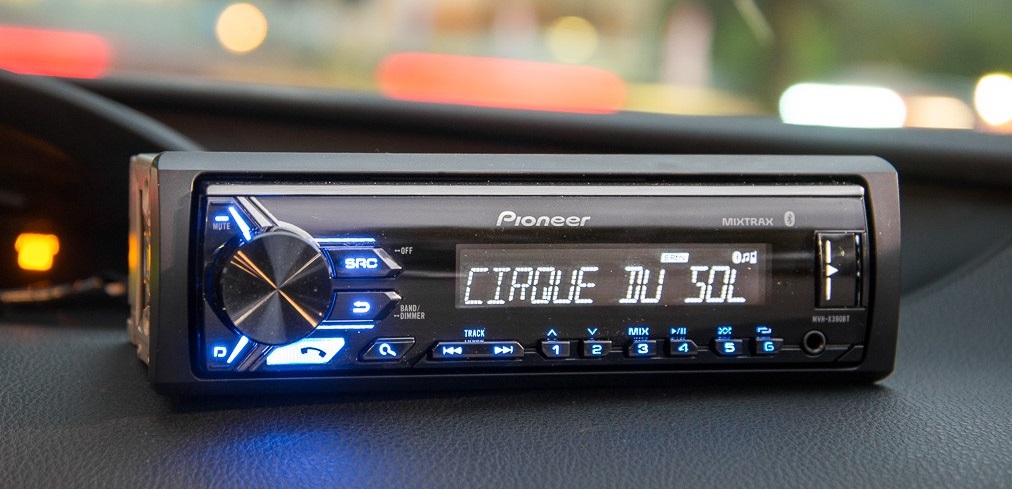 Pioneer
MIXTRAX
MUTE
SRC
OFF
CIRQUE DU SOL
BAND/
DIMMER
MVH-X390BT
TRACK
MIX
1 2 3 4 5 6